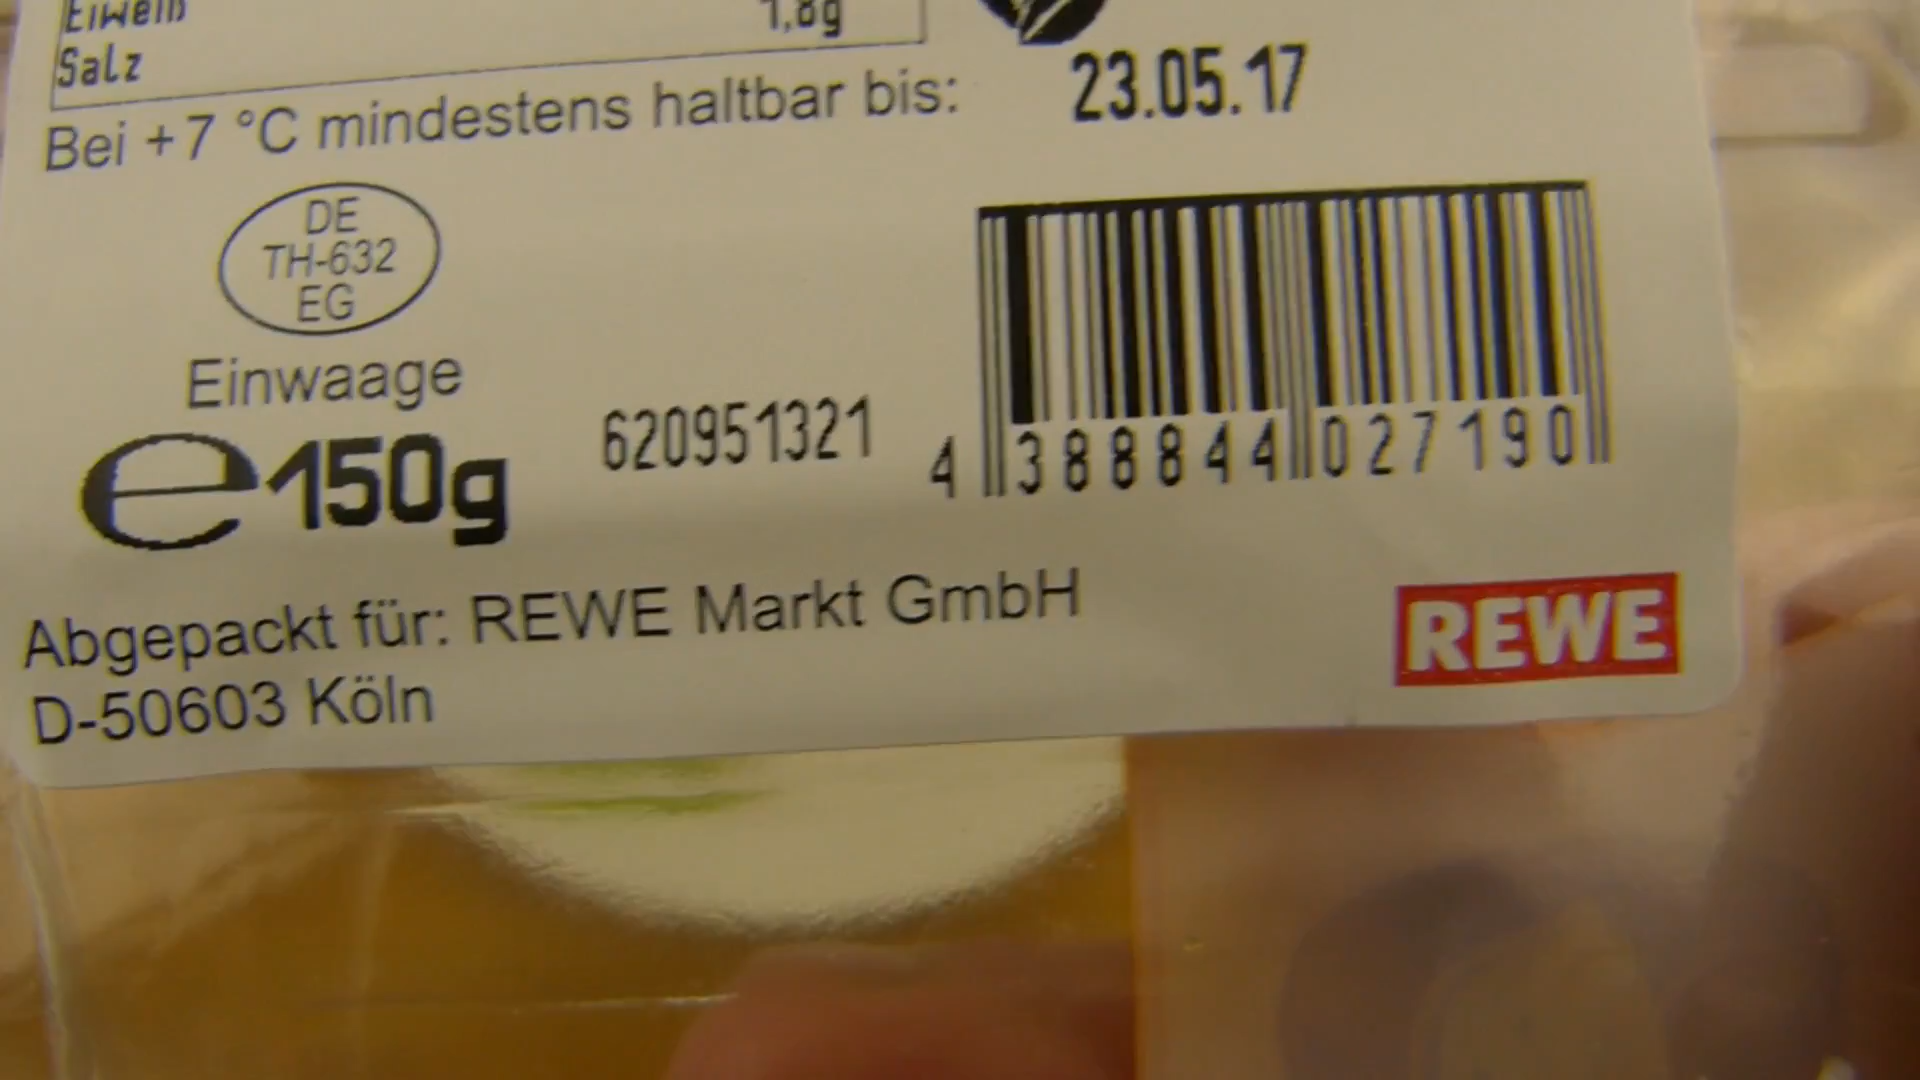 Eiweiß
1,8g
Salz
Bei +7 °C mindestens haltbar bis: 23.05.17
DE
TH-632
EG
Einwaage
e150g
620951321
4 388844 027190
Abgepackt für: REWE Markt GmbH
D-50603 Köln
REWE